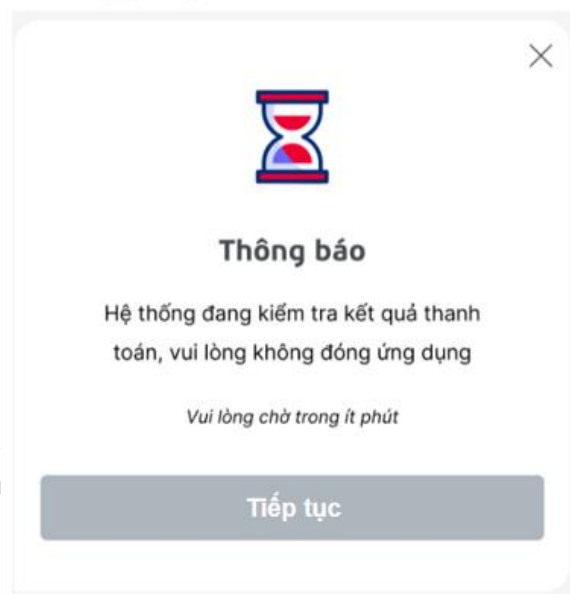 Thông báo
Hệ thống đang kiểm tra kết quả thanh
toán, vui lòng không đóng ứng dụng
Vui lòng chờ trong ít phút
Tiếp tục